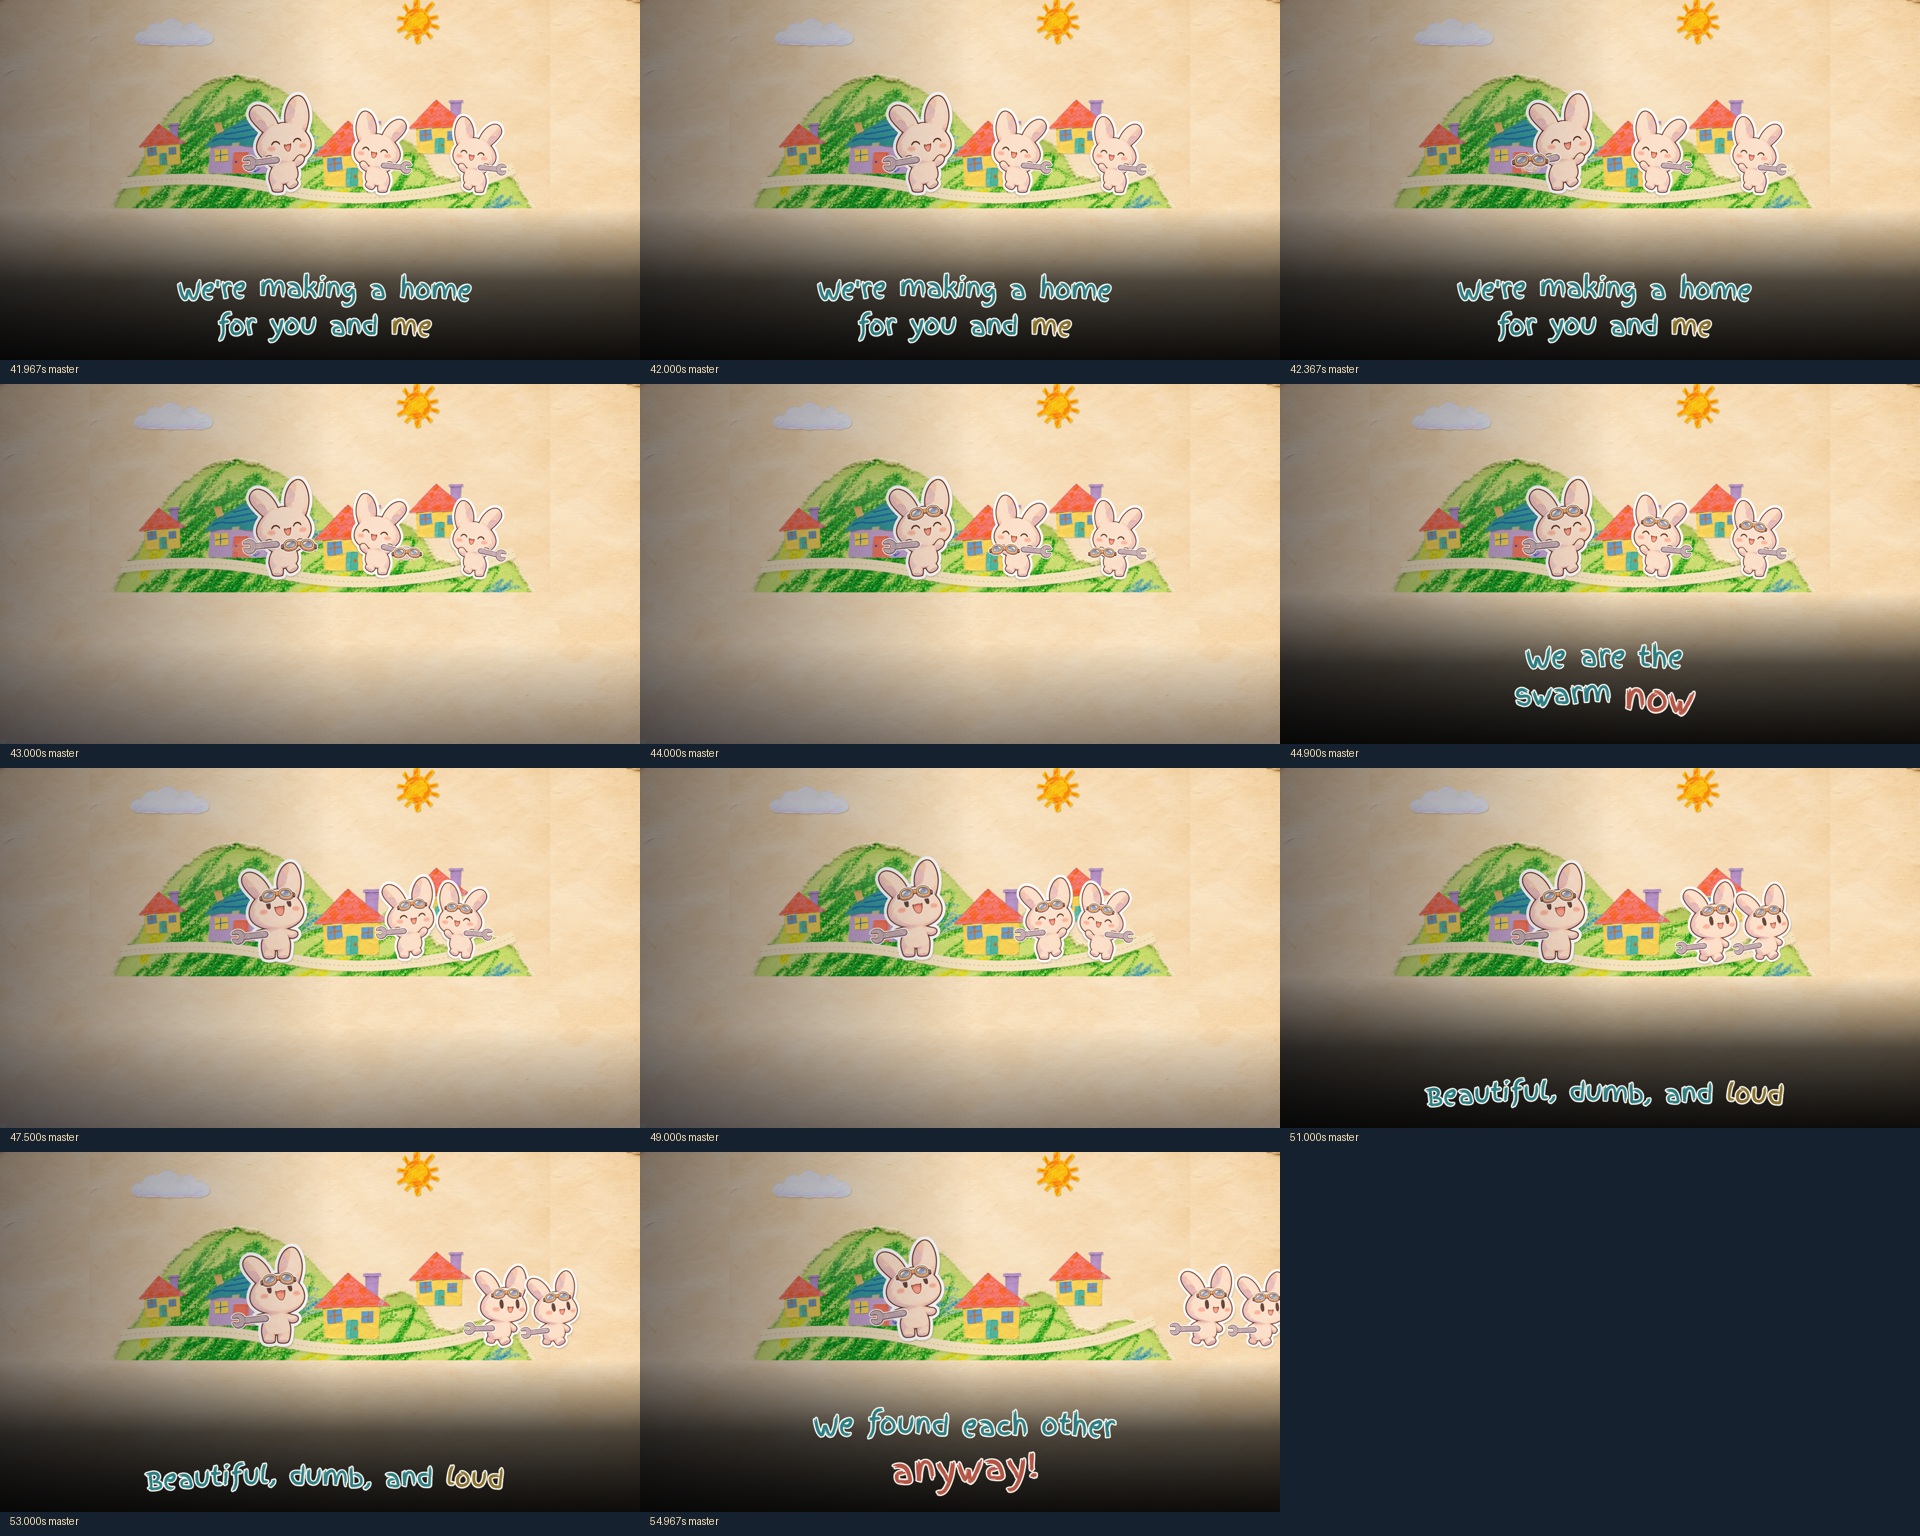 We're making a home
for you and me
41.967s master
We're making a home
for you and me
42.000s master
We're making a home
for you and me
42.367s master
43.000s master
44.000s master
We are the
swarm now
44.900s master
47.500s master
49.000s master
Beautiful, dumb, and loud
51.000s master
Beautiful, dumb, and loud
53.000s master
We found each other
anyway!
54.967s master